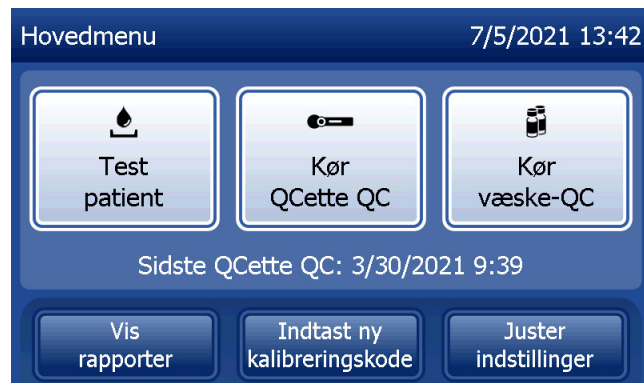 Hovedmenu 7/5/2021 13:42
Test Kør Kør
patient QCette QC væske-QC
Sidste QCette QC: 3/30/2021 9:39
Vis Indtast ny Juster
rapporter kalibreringskode indstillinger